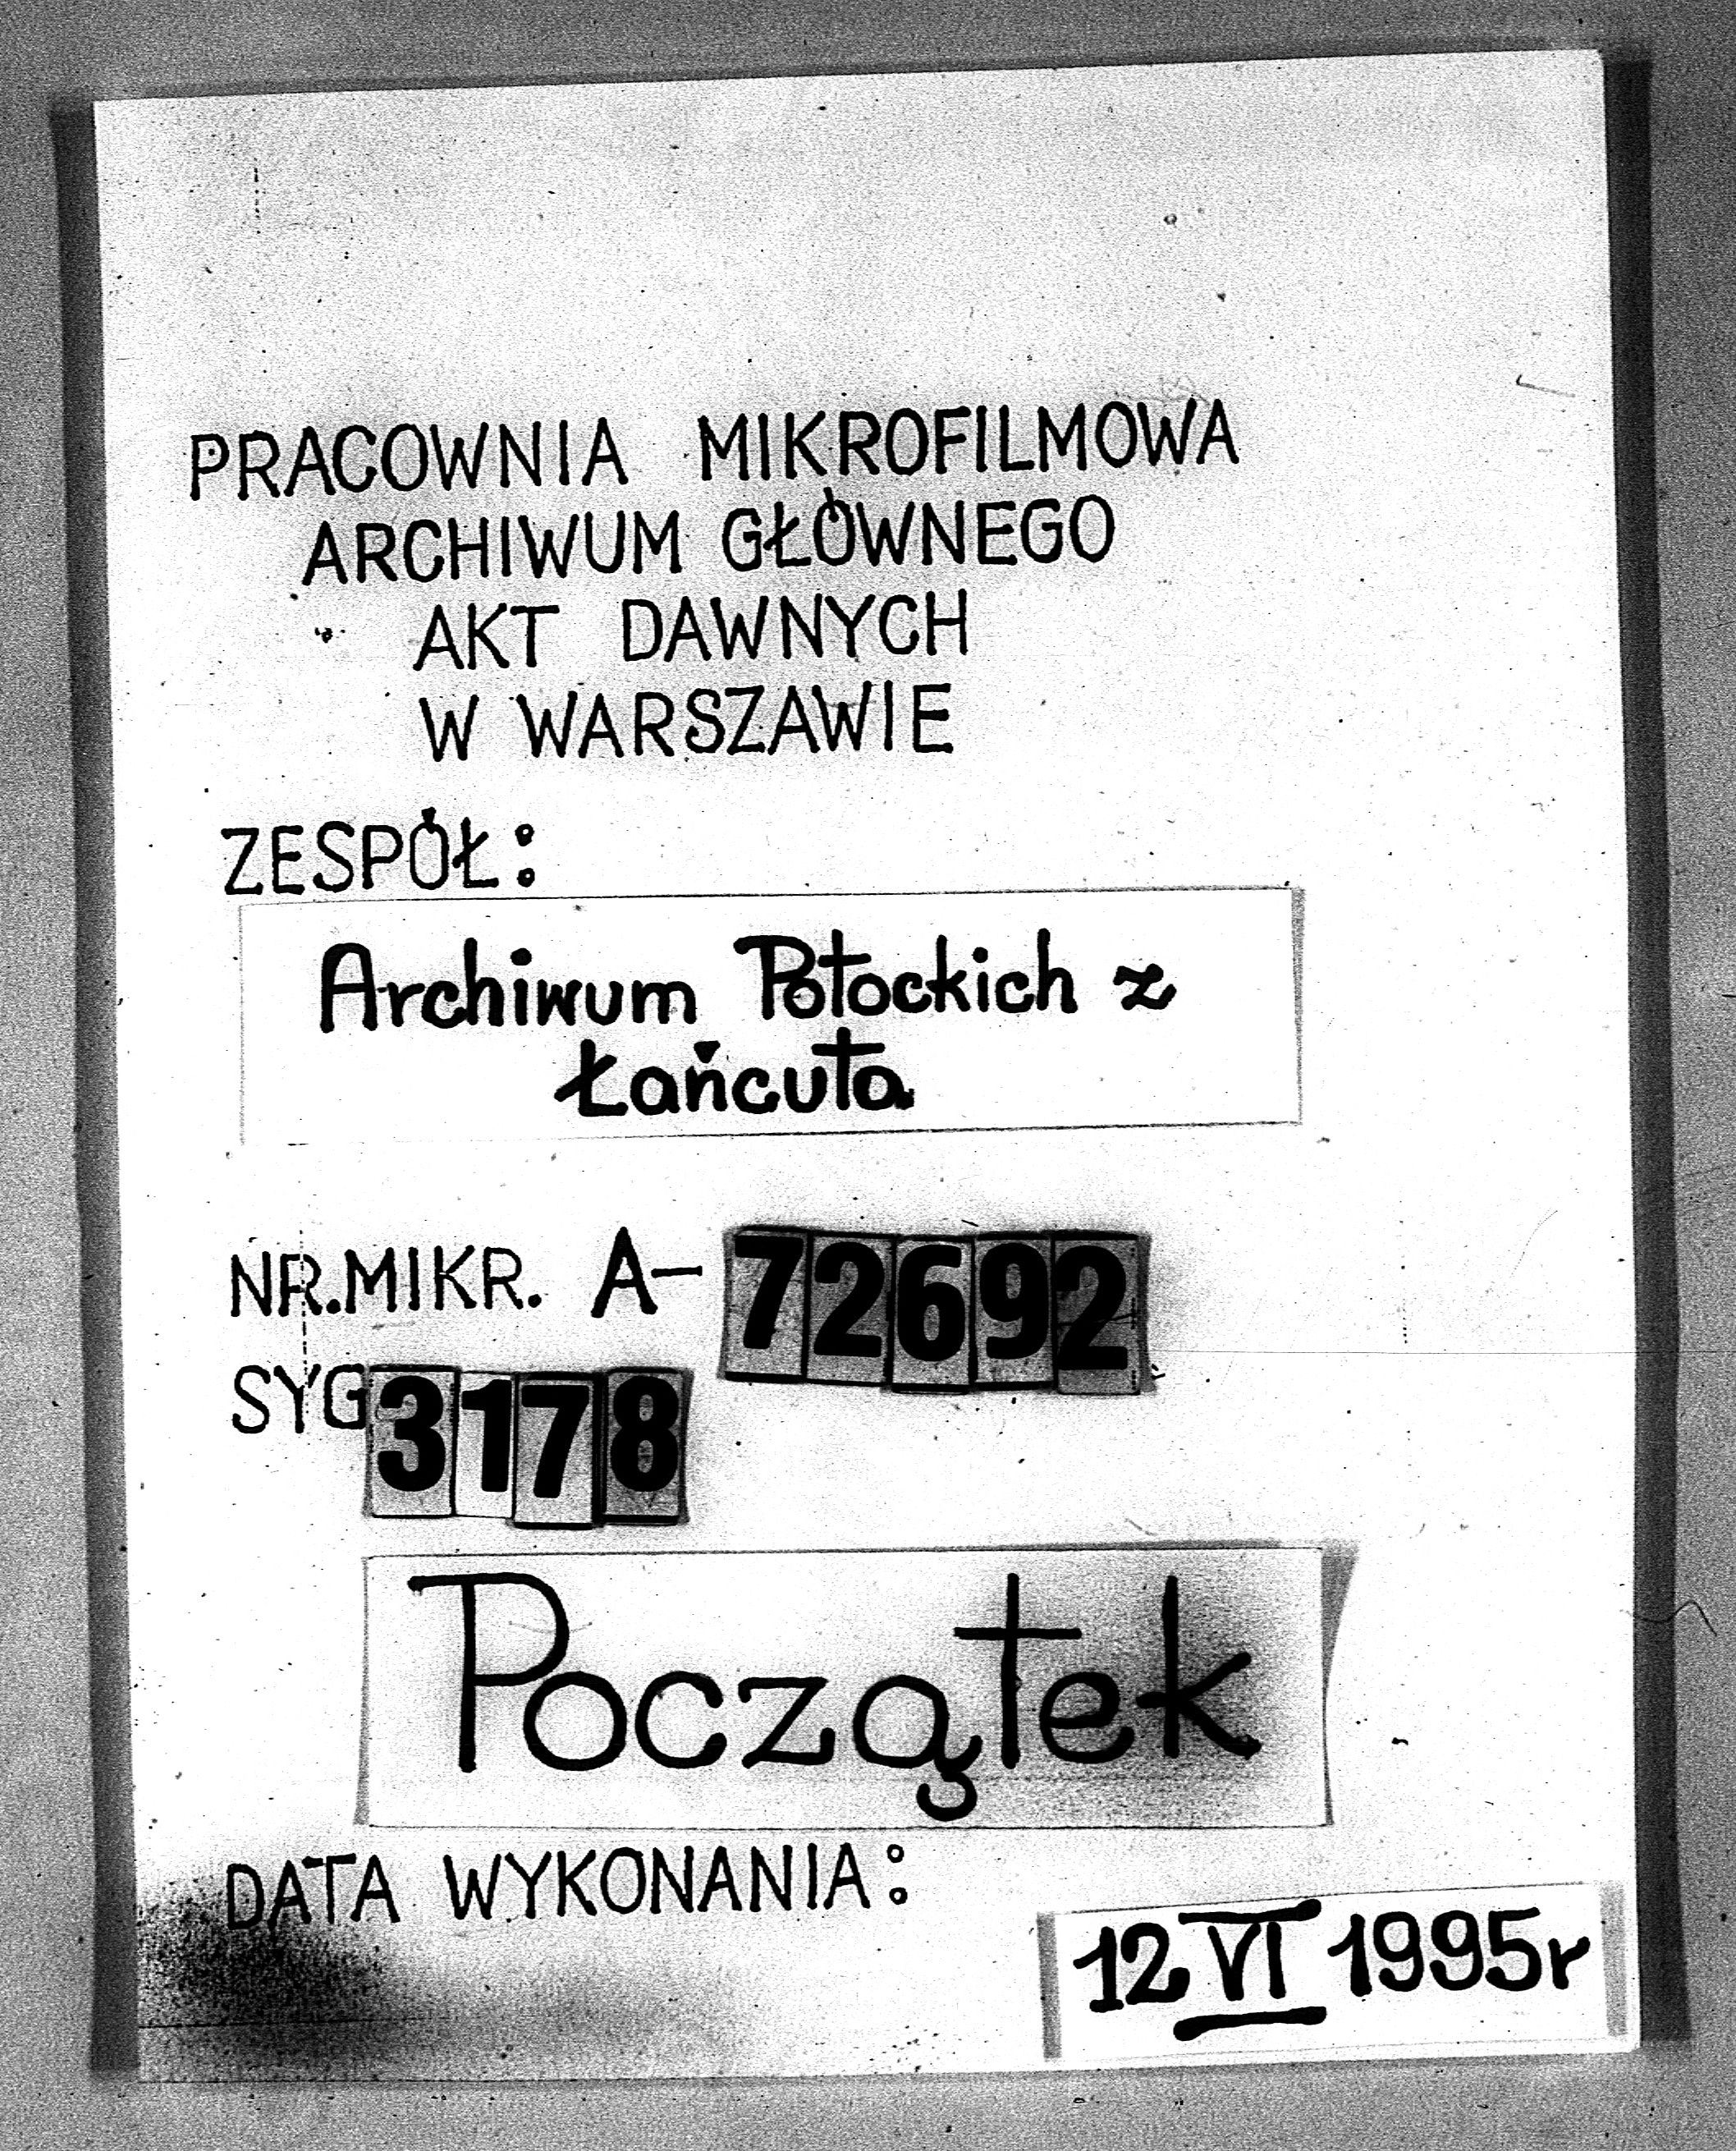 PRACOWNIA MIKROFILMOWA
ARCHIWUM GŁÓWNEGO
AKT DAWNYCH
W WARSZAWIE
ZESPÓŁ:
Archiwum Potockich z
Łańcuta
NR.MIKR. A- 72692
SYG 3178
Początek
DATA WYKONANIA:
12 VI 1995r